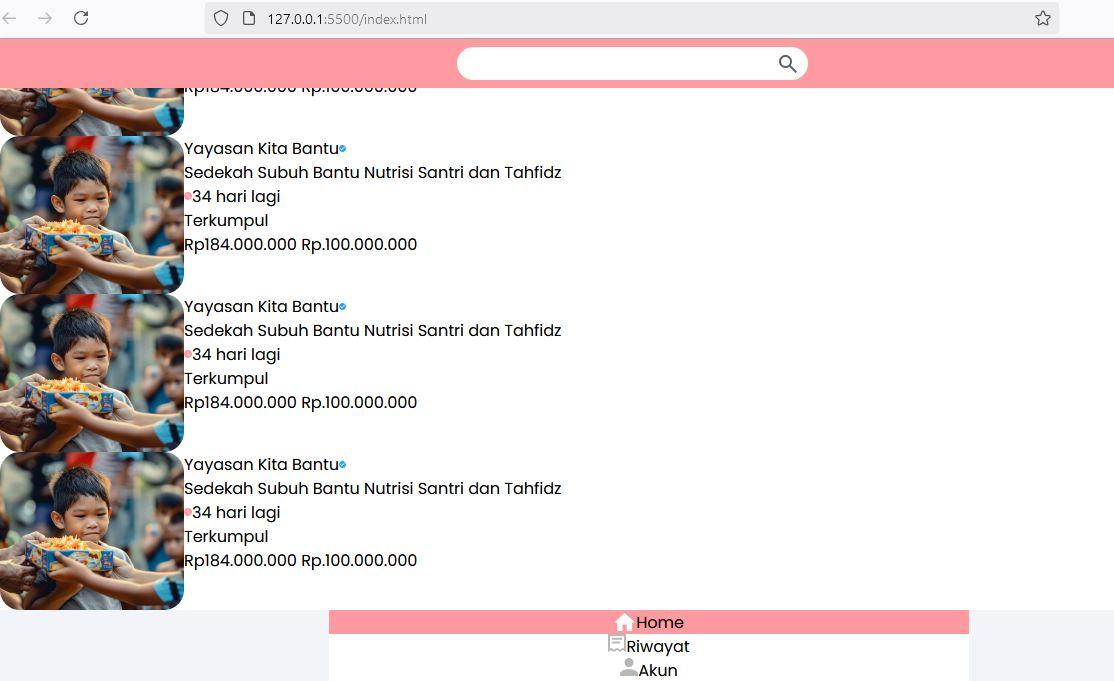 127.0.0.1:5500/index.html
Rp184.000.000 Rp.100.000.000
Yayasan Kita Bantu
Sedekah Subuh Bantu Nutrisi Santri dan Tahfidz
34 hari lagi
Terkumpul
Rp184.000.000 Rp.100.000.000
Yayasan Kita Bantu
Sedekah Subuh Bantu Nutrisi Santri dan Tahfidz
34 hari lagi
Terkumpul
Rp184.000.000 Rp.100.000.000
Yayasan Kita Bantu
Sedekah Subuh Bantu Nutrisi Santri dan Tahfidz
34 hari lagi
Terkumpul
Rp184.000.000 Rp.100.000.000
Home
Riwayat
Akun